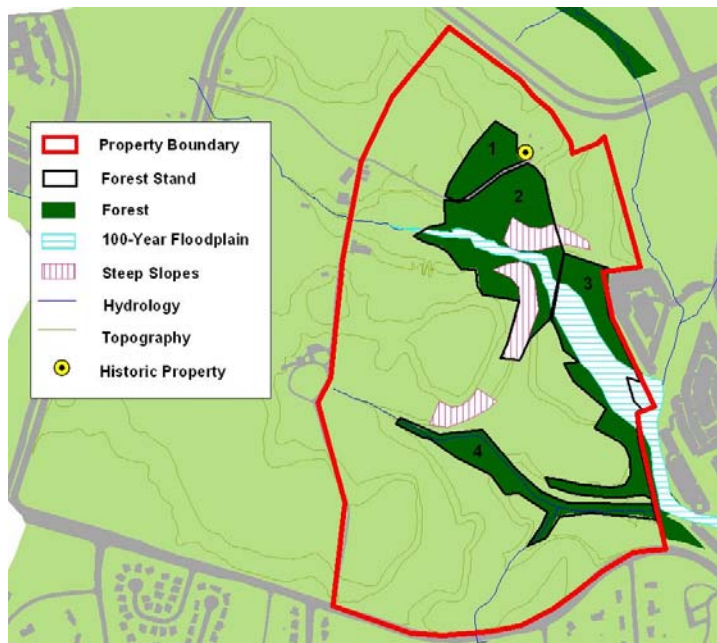 Property Boundary
Forest Stand
Forest
100-Year Floodplain
Steep Slopes
Hydrology
Topography
Historic Property
1
2
3
4